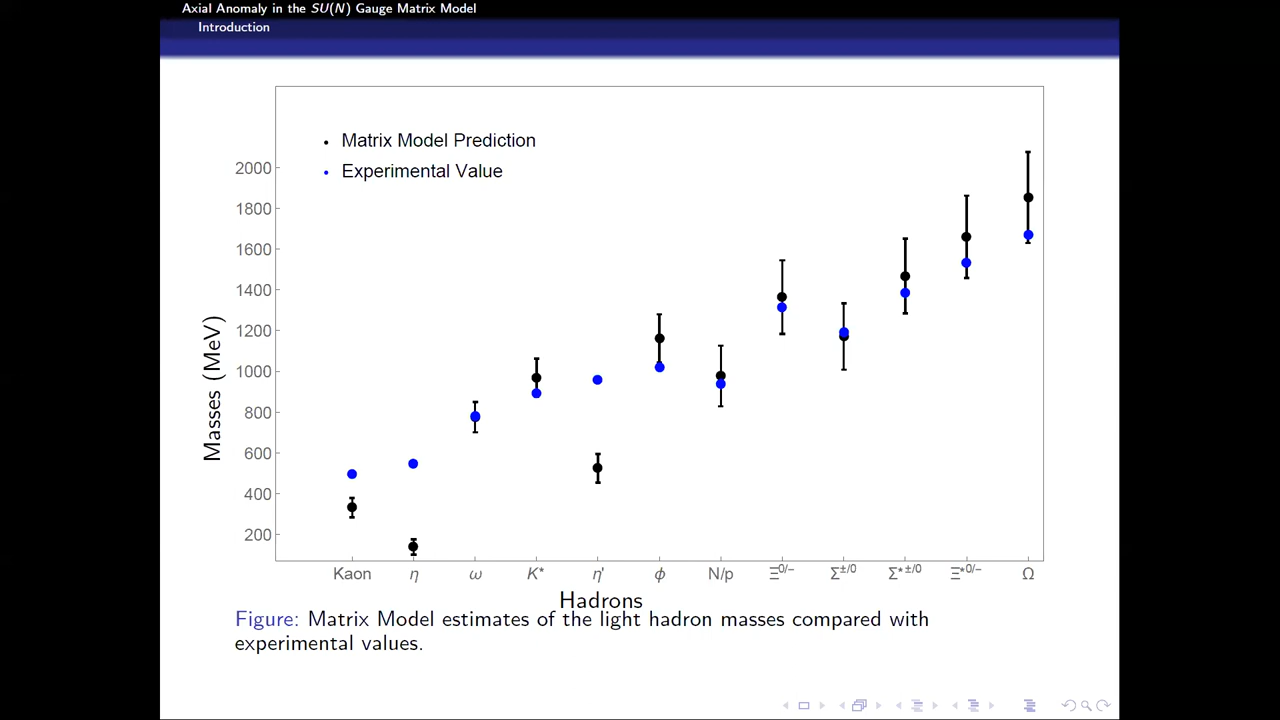 Axial Anomaly in the SU(N) Gauge Matrix Model
Introduction
Matrix Model Prediction
Experimental Value
2000
1800
1600
1400
1200
1000
800
600
400
200
Masses (MeV)
Kaon η ω K* η' ϕ N/p Ξ⁰/⁻ Σ±/0 Σ*±/0 Ξ*0/− Ω
Hadrons
Figure: Matrix Model estimates of the light hadron masses compared with
experimental values.